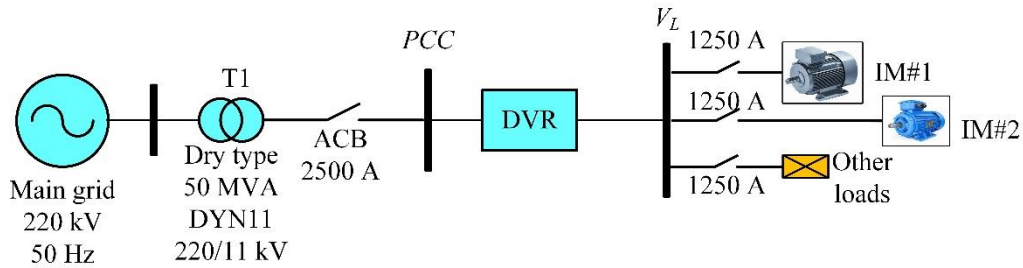 Main grid
220 kV
50 Hz
T1
Dry type
50 MVA
DYN11
220/11 kV
ACB
2500 A
PCC
DVR
V_L
1250 A
IM#1
1250 A
IM#2
1250 A
Other
loads